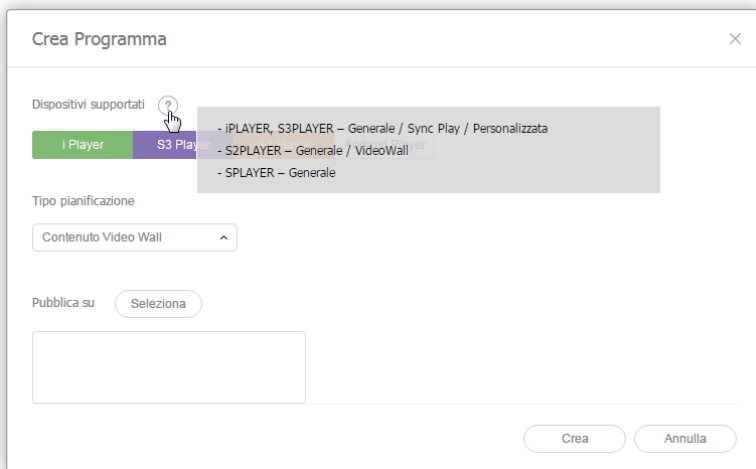 Crea Programma
Dispositivi supportati ?
- iPLAYER, S3PLAYER – Generale / Sync Play / Personalizzata
i Player S3 Player
- S2PLAYER – Generale / VideoWall
- SPLAYER – Generale
Tipo pianificazione
Contenuto Video Wall
Pubblica su Seleziona
Crea Annulla